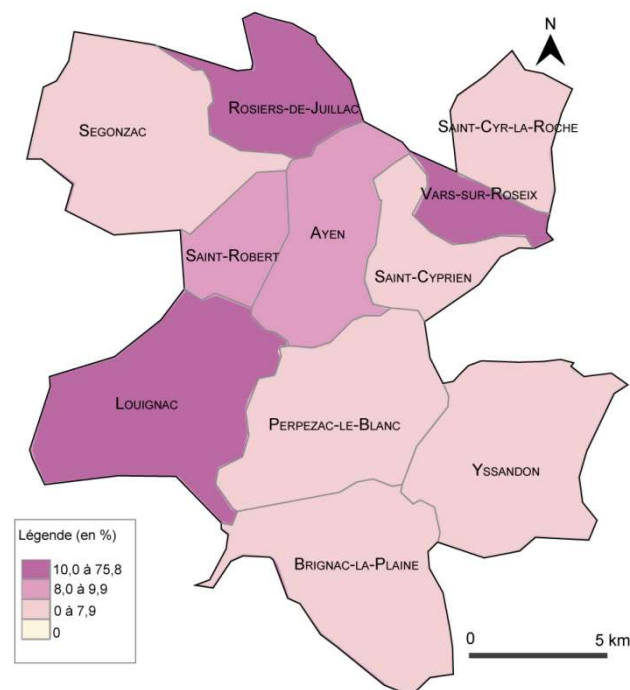 N
ROSIERS-DE-JUILLAC
SEGONZAC
SAINT-CYR-LA-ROCHE
VARS-SUR-ROSEIX
AYEN
SAINT-ROBERT
SAINT-CYPRIEN
LOUIGNAC
PERPEZAC-LE-BLANC
YSSANDON
BRIGNAC-LA-PLAINE
Légende (en %)
10,0 à 75,8
8,0 à 9,9
0 à 7,9
0
0 5 km